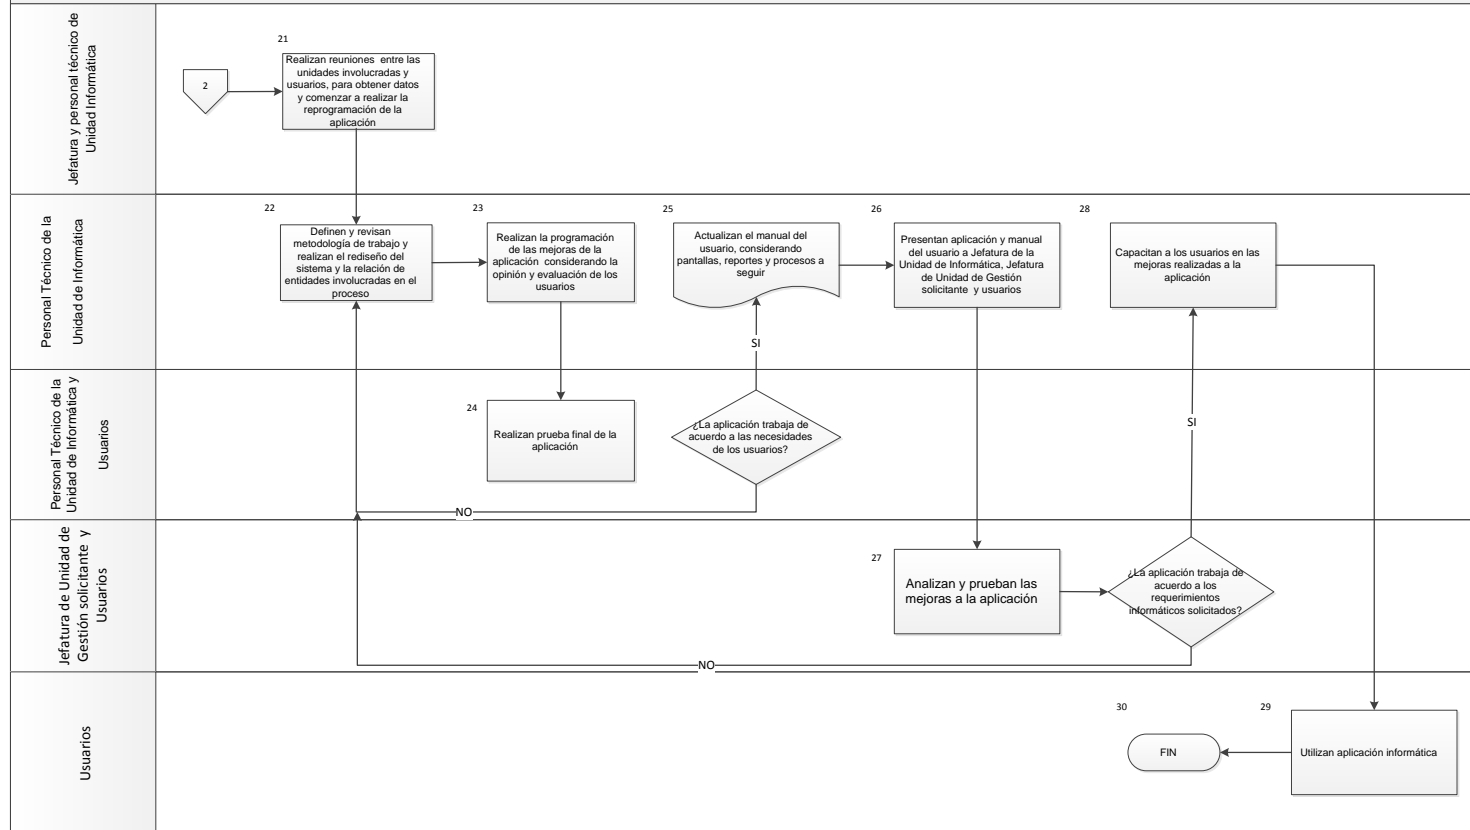 Jefatura y personal técnico de
Unidad Informática
2
21
Realizan reuniones entre las
unidades involucradas y
usuarios, para obtener datos
y comenzar a realizar la
reprogramación de la
aplicación
Personal Técnico de la
Unidad de Informática
22
Definen y revisan
metodología de trabajo y
realizan el rediseño del
sistema y la relación de
entidades involucradas en el
proceso
23
Realizan la programación
de las mejoras de la
aplicación considerando la
opinión y evaluación de los
usuarios
25
Actualizan el manual del
usuario, considerando
pantallas, reportes y procesos a
seguir
26
Presentan aplicación y manual
del usuario a Jefatura de la
Unidad de Informática, Jefatura
de Unidad de Gestión
solicitante y usuarios
28
Capacitan a los usuarios en las
mejoras realizadas a la
aplicación
SI
Personal Técnico de la
Unidad de Informática y
Usuarios
24
Realizan prueba final de la
aplicación
¿La aplicación trabaja de
acuerdo a las necesidades
de los usuarios?
SI
NO
Jefatura de Unidad de
Gestión solicitante y
Usuarios
27
Analizan y prueban las
mejoras a la aplicación
¿La aplicación trabaja de
acuerdo a los
requerimientos
informáticos solicitados?
NO
Usuarios
30
FIN
29
Utilizan aplicación informática